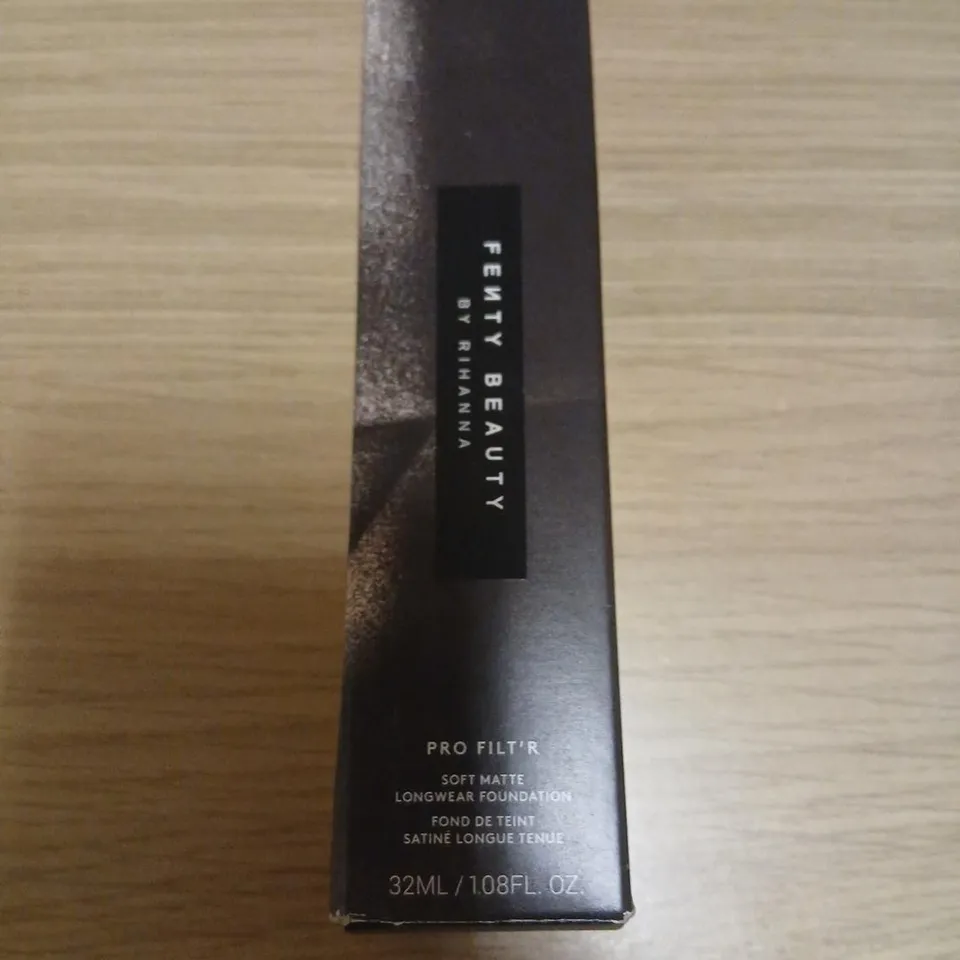 FEИTY BEAUTY
BY RIHANNA
PRO FILT'R
SOFT MATTE
LONGWEAR FOUNDATION
FOND DE TEINT
SATINÉ LONGUE TENUE
32ML / 1.08FL. OZ.